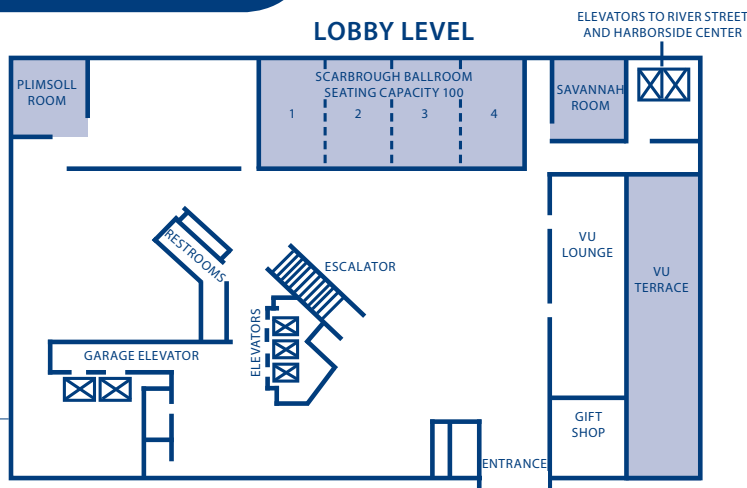 LOBBY LEVEL
ELEVATORS TO RIVER STREET
AND HARBORSIDE CENTER
PLIMSOLL
ROOM
SCARBROUGH BALLROOM
SEATING CAPACITY 100
1 2 3 4
SAVANNAH
ROOM
RESTROOMS
ESCALATOR
VU
LOUNGE
VU
TERRACE
ELEVATORS
GARAGE ELEVATOR
GIFT
SHOP
ENTRANCE